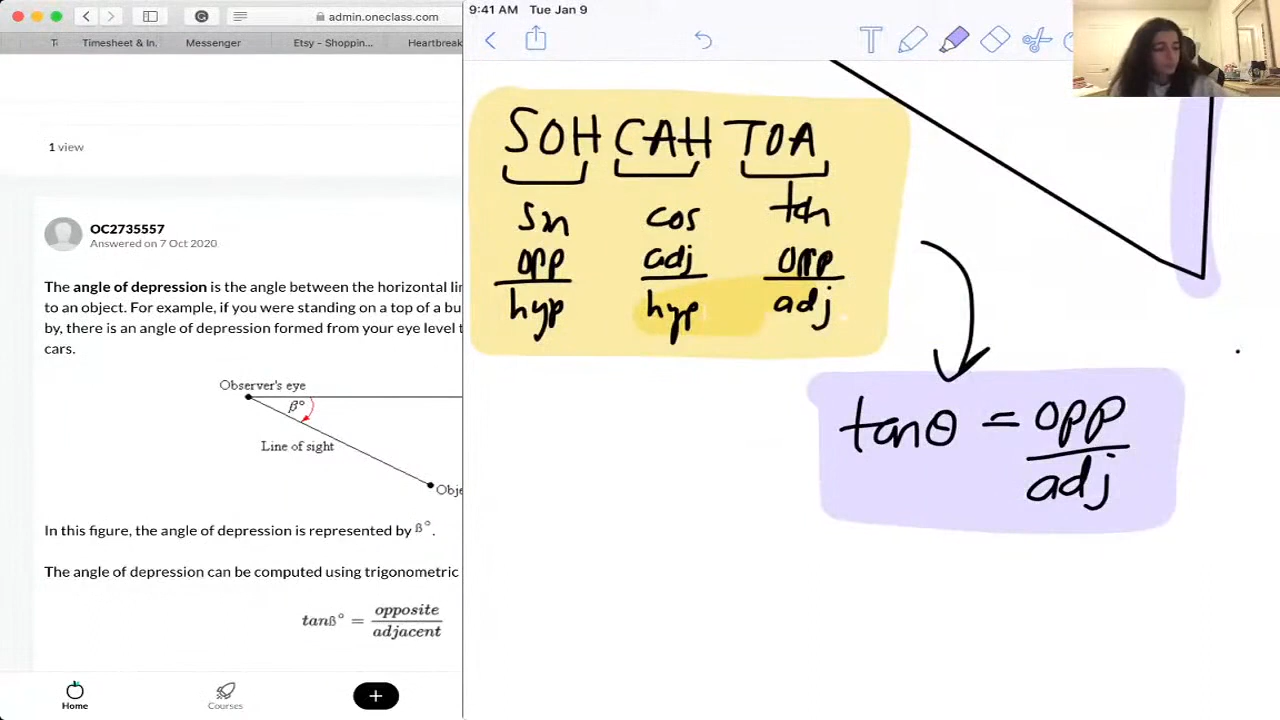 admin.oneclass.com
Timesheet & In.
Messenger
Etsy - Shoppin...
Heartbreak
1 view
OC2735557
Answered on 7 Oct 2020
The angle of depression is the angle between the horizontal li
to an object. For example, if you were standing on a top of a bu
by, there is an angle of depression formed from your eye level t
cars.
Observer's eye
β°
Line of sight
Obje
In this figure, the angle of depression is represented by ß°.
The angle of depression can be computed using trigonometric
tanß° = opposite
adjacent
Home
Courses
9:41 AM Tue Jan 9
SOH CAH TOA
sin cos tan
opp adj opp
hyp hyp adj
tanθ = opp
adj